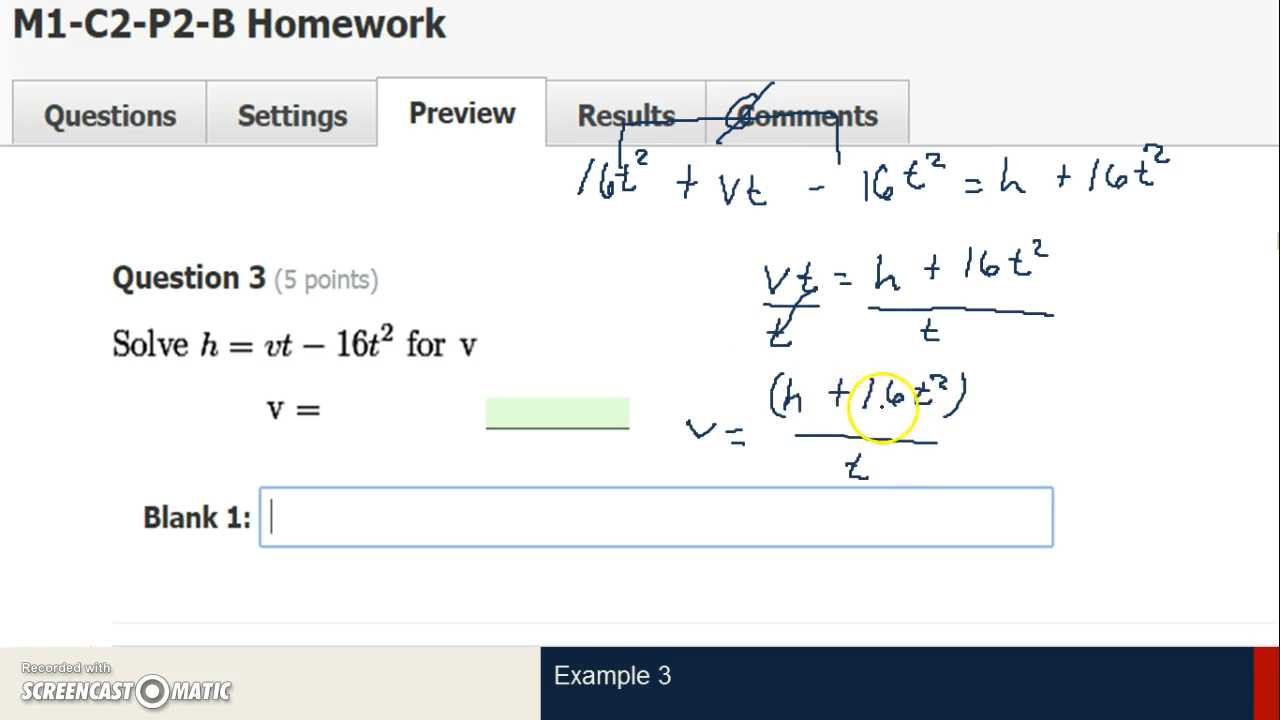 M1-C2-P2-B Homework
Questions Settings Preview Results Comments
16t² + vt - 16t² = h + 16t²
Question 3 (5 points)
vt = h + 16t²
t t
Solve h = vt − 16t² for v
(h + 16t²)
v = v =
t
Blank 1:
Recorded with
SCREENCAST O MATIC
Example 3